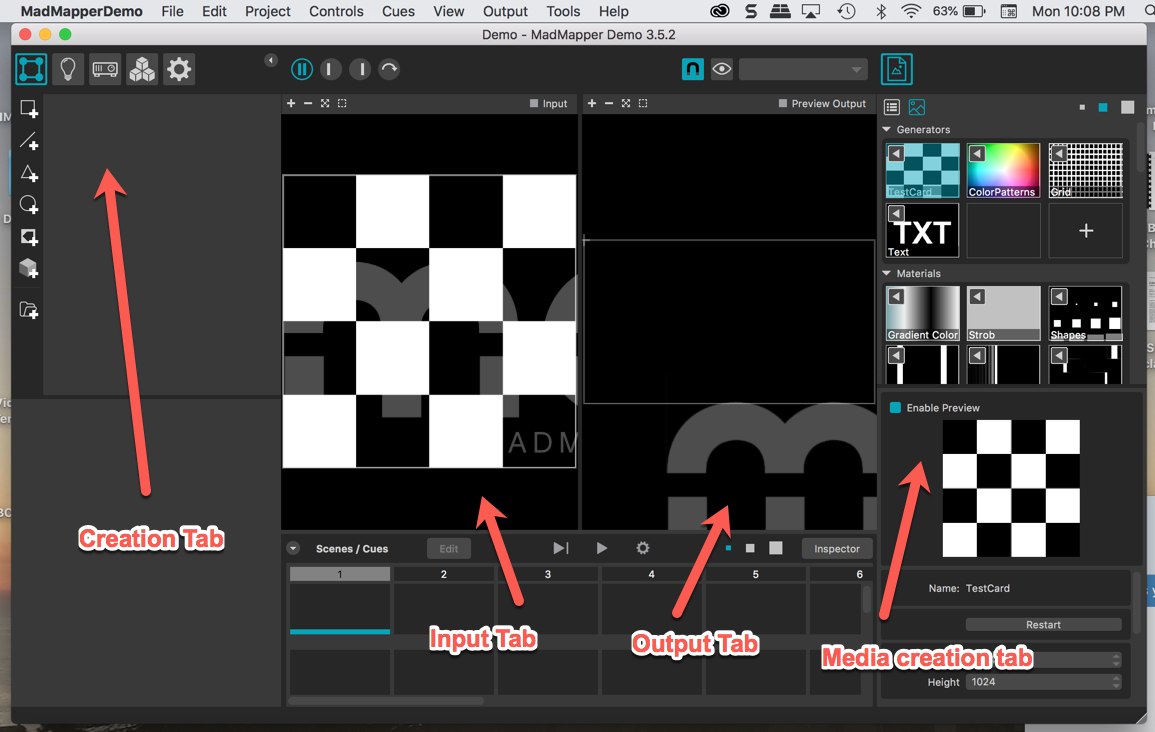 MadMapperDemo File Edit Project Controls Cues View Output Tools Help 63% Mon 10:08 PM
Demo - MadMapper Demo 3.5.2
Input
Preview Output
Generators
TestCard
ColorPatterns
Grid
TXT
Text
Materials
Gradient Color
Strob
Shapes
ADM
Enable Preview
Creation Tab
Scenes / Cues
Edit
Inspector
1 2 3 4 5 6
Name: TestCard
Restart
Input Tab
Output Tab
Media creation tab
Height 1024